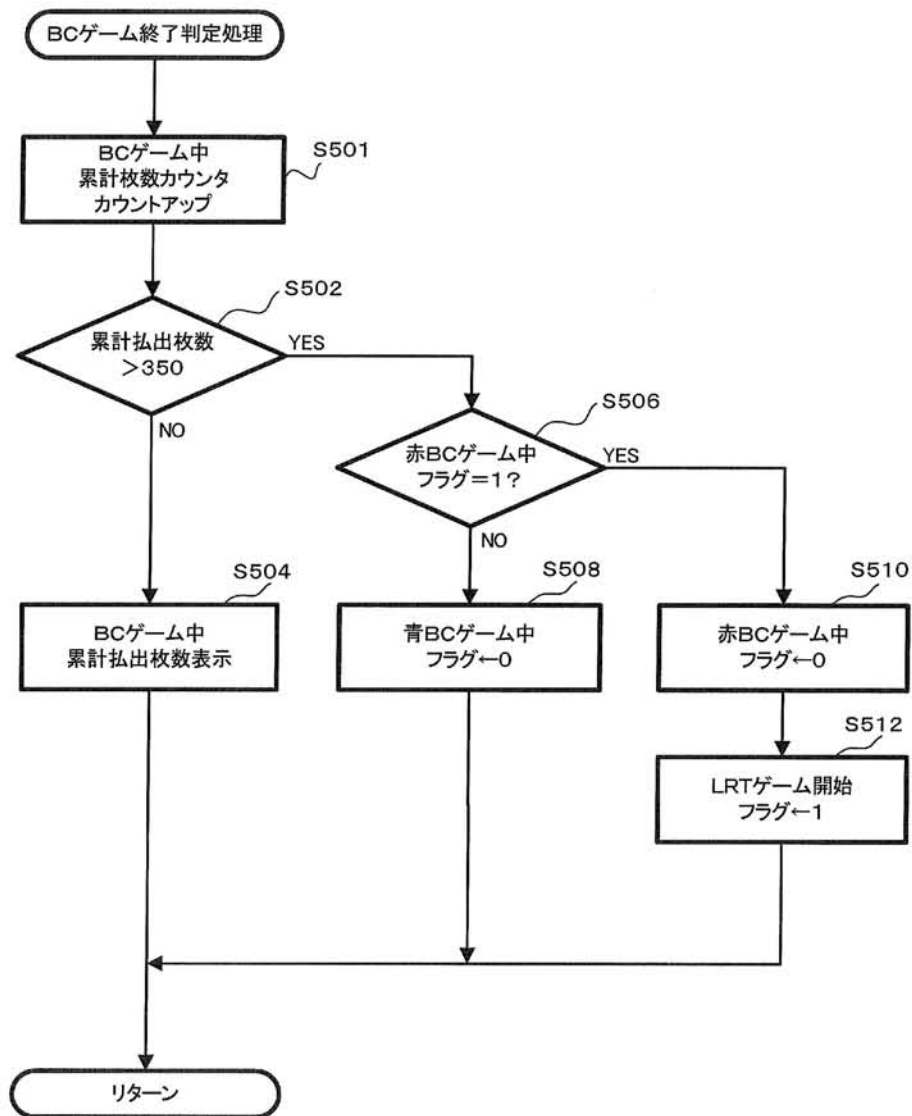 BCゲーム終了判定処理
BCゲーム中
累計枚数カウンタ
カウントアップ
S501
S502
累計払出枚数
＞350
YES
NO
S506
赤BCゲーム中
フラグ＝1？
YES
NO
S504
BCゲーム中
累計払出枚数表示
S508
青BCゲーム中
フラグ←0
S510
赤BCゲーム中
フラグ←0
S512
LRTゲーム開始
フラグ←1
リターン